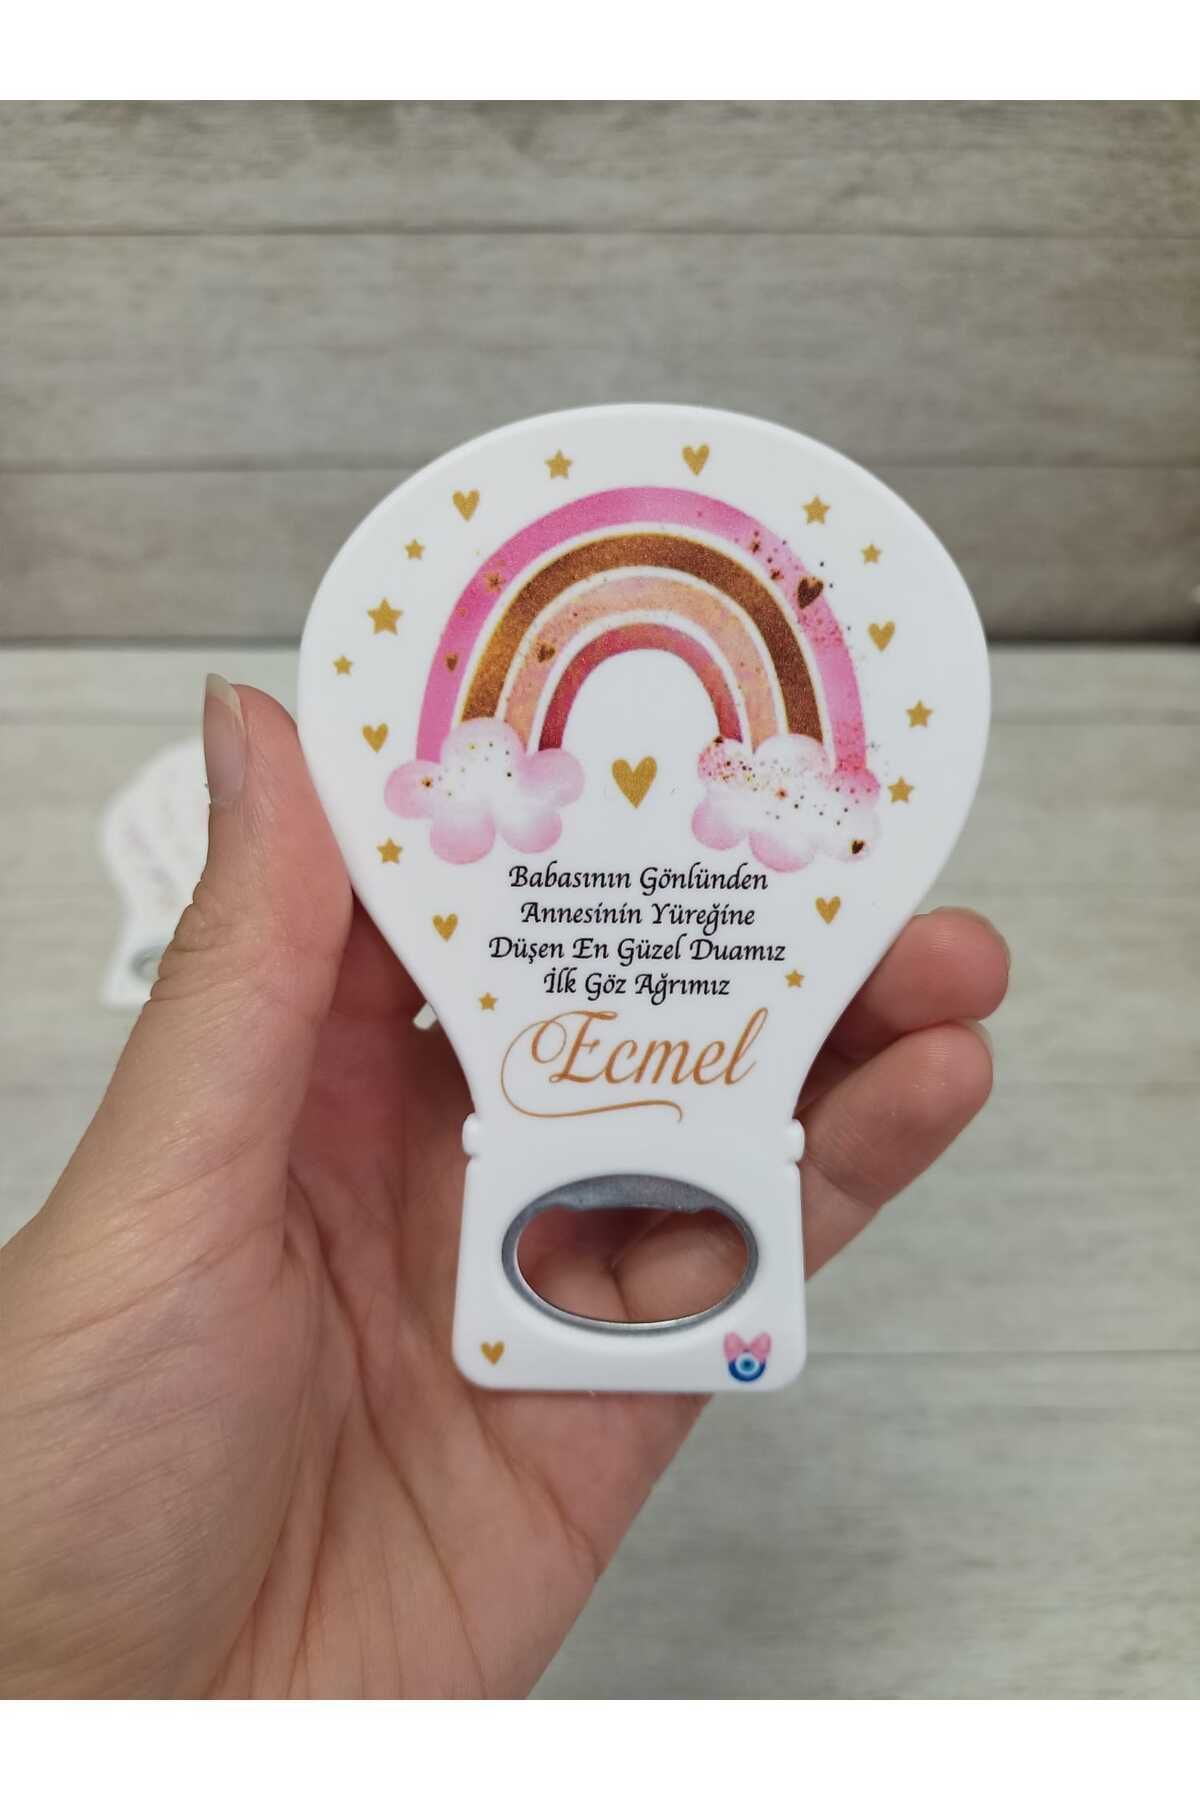 Babasının Gönlünden
Annesinin Yüreğine
Düşen En Güzel Duamız
İlk Göz Ağrımız
Ecmel